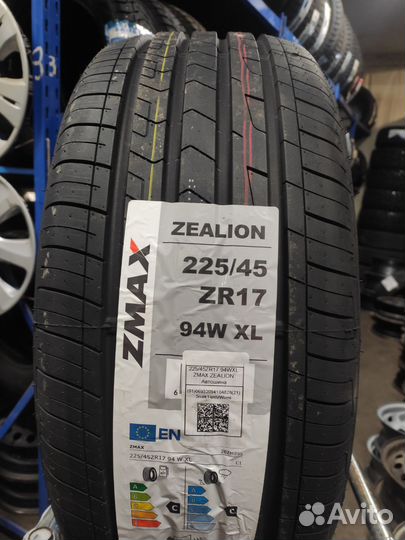 ZMAX
ZEALION
225/45
ZR17
94W XL
225/45ZR17 94WXL
ZMAX ZEALION
Автошина
EN
ZMAX
225/45ZR17 94 W XL
C1
A
B
C
C
A
B
C
C
Avito